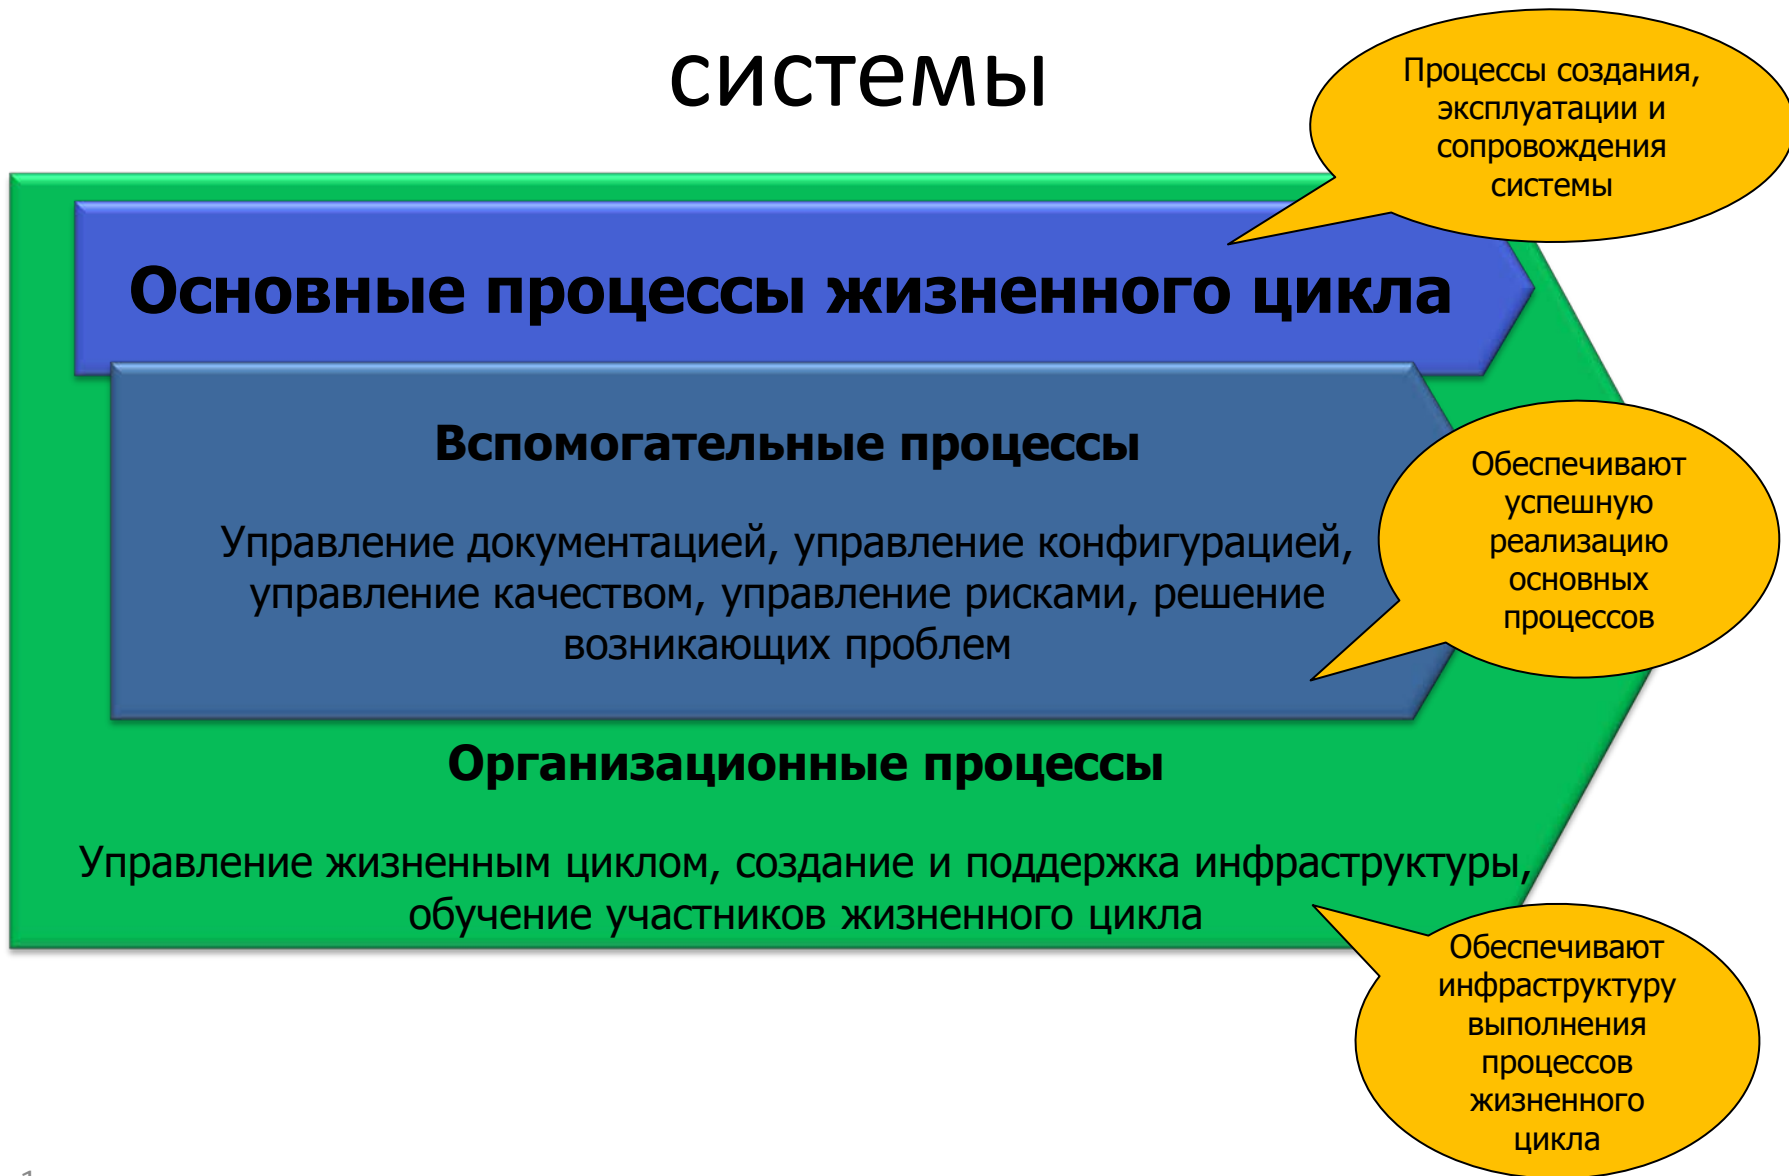 системы
Процессы создания,
эксплуатации и
сопровождения
системы
Основные процессы жизненного цикла
Вспомогательные процессы
Управление документацией, управление конфигурацией,
управление качеством, управление рисками, решение
возникающих проблем
Обеспечивают
успешную
реализацию
основных
процессов
Организационные процессы
Управление жизненным циклом, создание и поддержка инфраструктуры,
обучение участников жизненного цикла
Обеспечивают
инфраструктуру
выполнения
процессов
жизненного
цикла